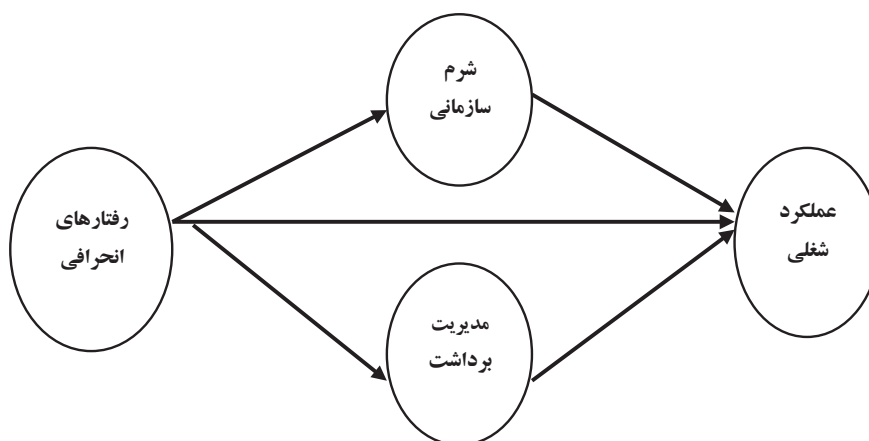 شرم
سازمانی
رفتارهای
انحرافی
عملکرد
شغلی
مدیریت
برداشت